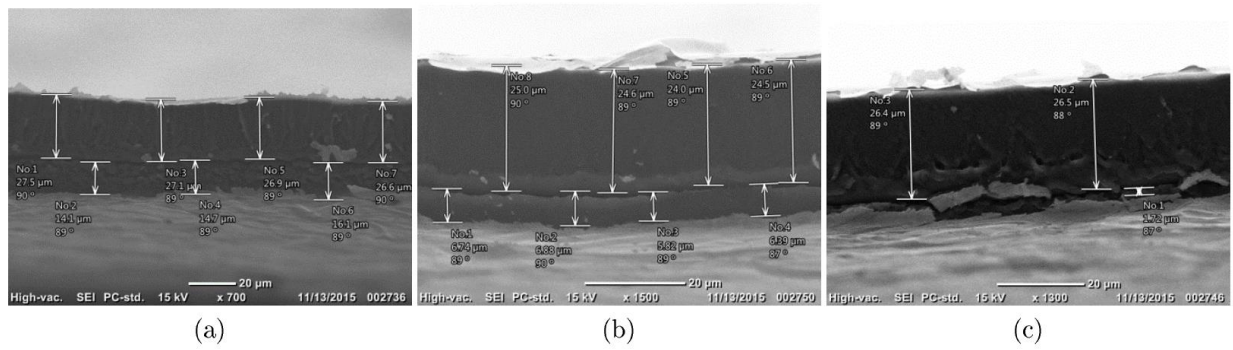 No.1
27.5 µm
90 °
No.2
14.1 µm
89 °
No.3
27.1 µm
89 °
No.4
14.7 µm
89 °
No.5
26.9 µm
89 °
No.6
16.1 µm
89 °
No.7
26.6 µm
90 °
20 µm
High-vac. SEI PC-std. 15 kV x 700 11/13/2015 002736
(a)
No.8
25.0 µm
90 °
No.7
24.6 µm
89 °
No.5
24.0 µm
89 °
No.6
24.5 µm
89 °
No.1
6.74 µm
89 °
No.2
6.88 µm
90 °
No.3
5.82 µm
89 °
No.4
6.39 µm
87 °
20 µm
High-vac. SEI PC-std. 15 kV x 1500 11/13/2015 002750
(b)
No.3
26.4 µm
89 °
No.2
26.5 µm
88 °
No.1
1.72 µm
87 °
20 µm
High-vac. SEI PC-std. 15 kV x 1300 11/13/2015 002746
(c)